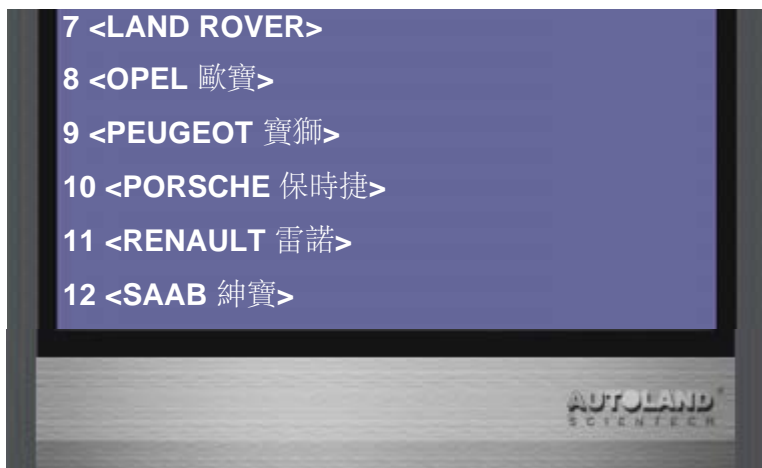 7 <LAND ROVER>
8 <OPEL 歐寶>
9 <PEUGEOT 寶獅>
10 <PORSCHE 保時捷>
11 <RENAULT 雷諾>
12 <SAAB 紳寶>
AUTOLAND
SCIENTECH